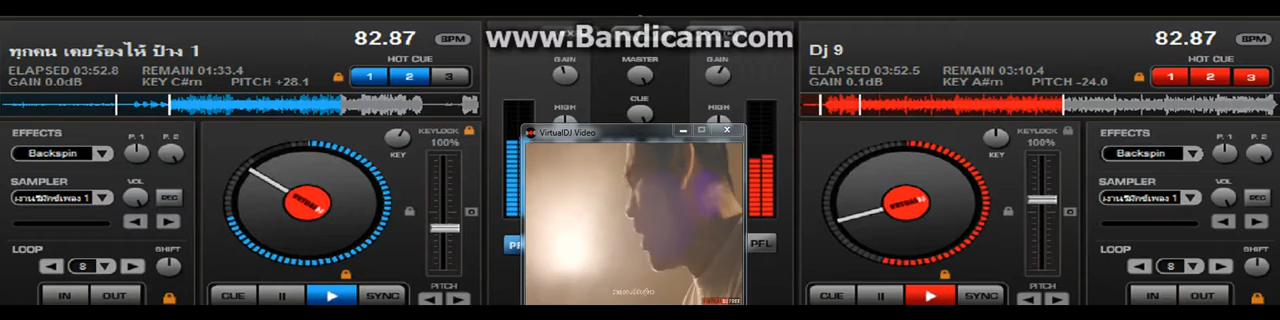 www.Bandicam.com
ทุกคน เคยร้องไห้ ป้าง 1
82.87 BPM
HOT CUE
ELAPSED 03:52.8 REMAIN 01:33.4
GAIN 0.0dB KEY C#m PITCH +28.1
1 2 3
EFFECTS
P. 1 P. 2
Backspin
SAMPLER
VOL
REC
LOOP
SHIFT
8
IN OUT
KEYLOCK
100%
KEY
CUE
SYNC
PITCH
GAIN MASTER GAIN
HIGH CUE HIGH
VirtualDJ Video
PFL
Dj 9
82.87 BPM
HOT CUE
ELAPSED 03:52.5 REMAIN 03:10.4
GAIN 0.1dB KEY A#m PITCH -24.0
1 2 3
KEYLOCK
100%
KEY
CUE
SYNC
PITCH
EFFECTS
P. 1 P. 2
Backspin
SAMPLER
VOL
REC
LOOP
SHIFT
8
IN OUT